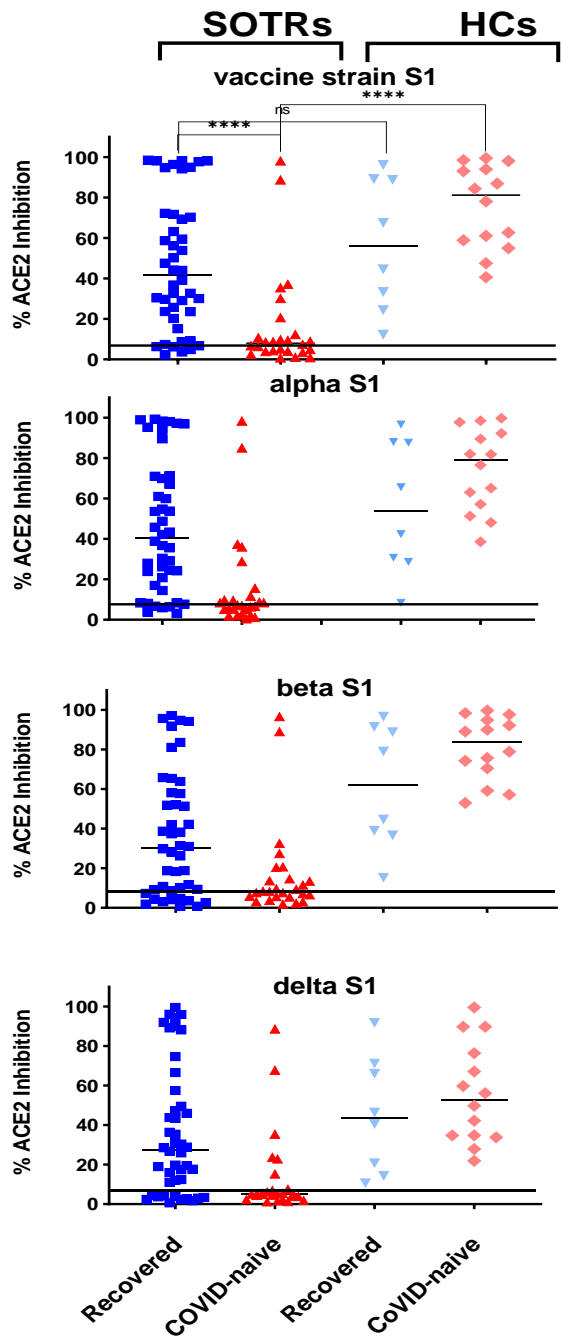 SOTRs HCs
vaccine strain S1
ns
****
****
% ACE2 Inhibition
100
80
60
40
20
0
alpha S1
% ACE2 Inhibition
100
80
60
40
20
0
beta S1
% ACE2 Inhibition
100
80
60
40
20
0
delta S1
% ACE2 Inhibition
100
80
60
40
20
0
Recovered
COVID-naive
Recovered
CoVID-naive